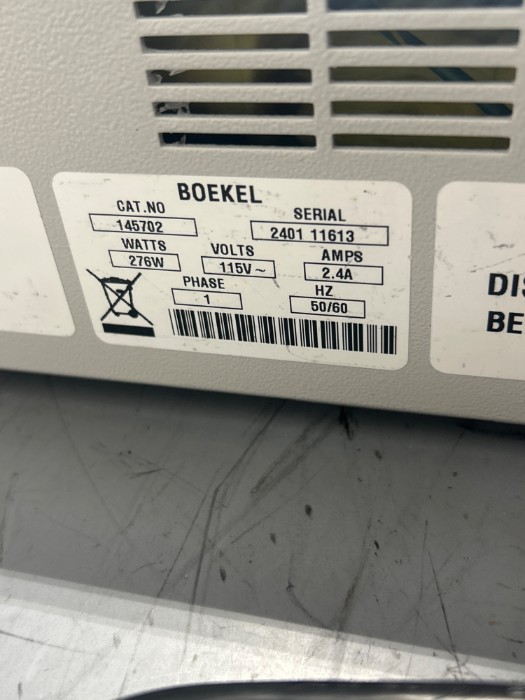 BOEKEL
CAT.NO SERIAL
145702 2401 11613
WATTS VOLTS AMPS
276W 115V ~ 2.4A
PHASE HZ
1 50/60
DIS
BE